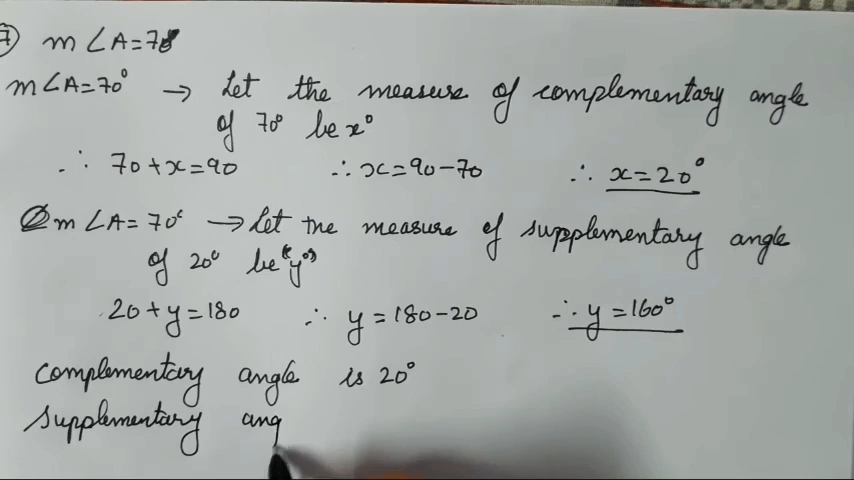 7 m∠A=70
m∠A=70° → Let the measure of complementary angle
of 70° be x°
∴ 70+x=90 ∴ x=90-70 ∴ x=20°
m∠A=70° → Let the measure of supplementary angle
of 20° be "y°"
20+y=180 ∴ y=180-20 ∴ y=160°
Complementary angle is 20°
Supplementary ang